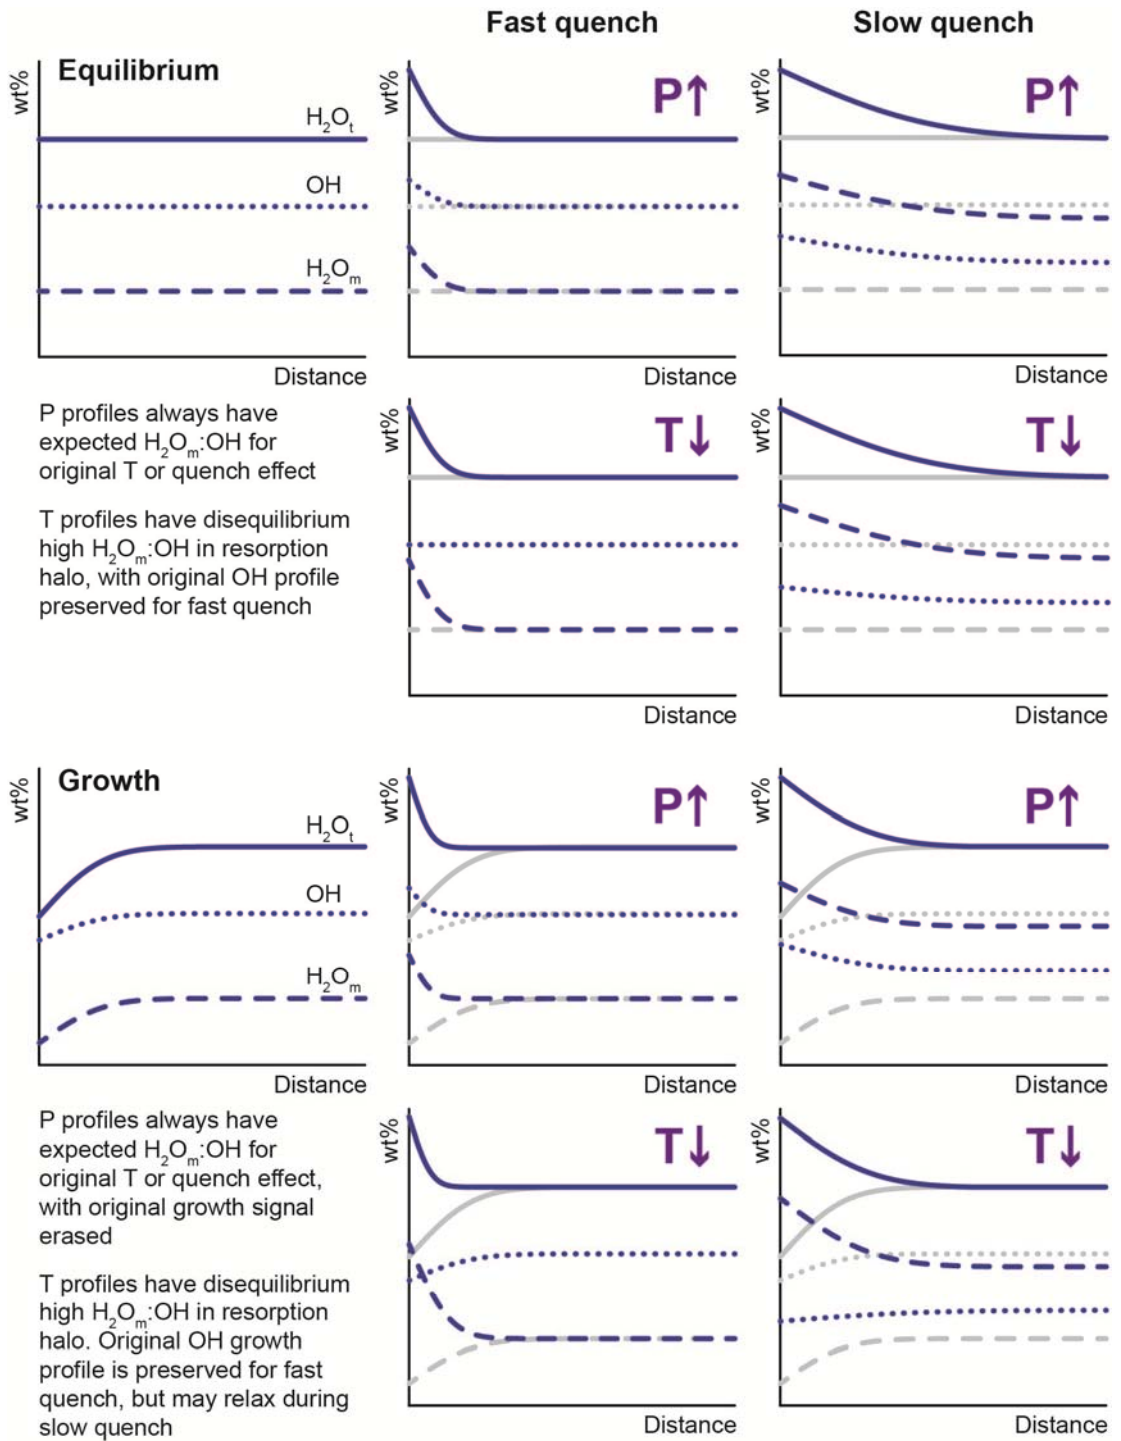 Fast quench
Slow quench
wt%
Equilibrium
H₂Oₜ
OH
H₂Oₘ
Distance
wt%
P↑
Distance
wt%
P↑
Distance
P profiles always have
expected H₂Oₘ:OH for
original T or quench effect
T profiles have disequilibrium
high H₂Oₘ:OH in resorption
halo, with original OH profile
preserved for fast quench
wt%
T↓
Distance
wt%
T↓
Distance
wt%
Growth
H₂Oₜ
OH
H₂Oₘ
Distance
wt%
P↑
Distance
wt%
P↑
Distance
P profiles always have
expected H₂Oₘ:OH for
original T or quench effect,
with original growth signal
erased
T profiles have disequilibrium
high H₂Oₘ:OH in resorption
halo. Original OH growth
profile is preserved for fast
quench, but may relax during
slow quench
wt%
T↓
Distance
wt%
T↓
Distance